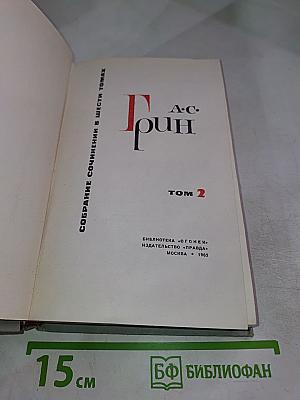 СОБРАНИЕ СОЧИНЕНИЙ В ШЕСТИ ТОМАХ
А·С·
Грин
ТОМ 2
БИБЛИОТЕКА «ОГОНЕК»
ИЗДАТЕЛЬСТВО «ПРАВДА»
МОСКВА • 1965
15 см
БФ БИБЛИОФАН